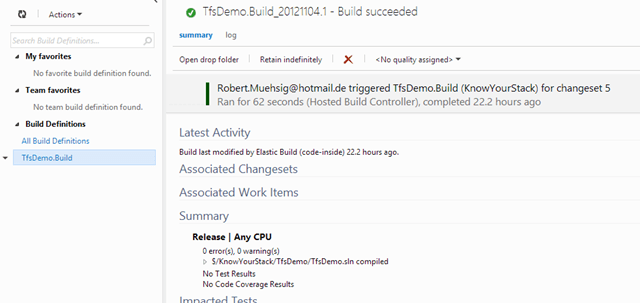 Actions
Search Build Definitions...
My favorites
No favorite build definition found.
Team favorites
No team build definition found.
Build Definitions
All Build Definitions
TfsDemo.Build
TfsDemo.Build_20121104.1 - Build succeeded
summary log
Open drop folder Retain indefinitely <No quality assigned>
Robert.Muehsig@hotmail.de triggered TfsDemo.Build (KnowYourStack) for changeset 5
Ran for 62 seconds (Hosted Build Controller), completed 22.2 hours ago
Latest Activity
Build last modified by Elastic Build (code-inside) 22.2 hours ago.
Associated Changesets
Associated Work Items
Summary
Release | Any CPU
0 error(s), 0 warning(s)
$/KnowYourStack/TfsDemo/TfsDemo.sln compiled
No Test Results
No Code Coverage Results
Impacted Tests